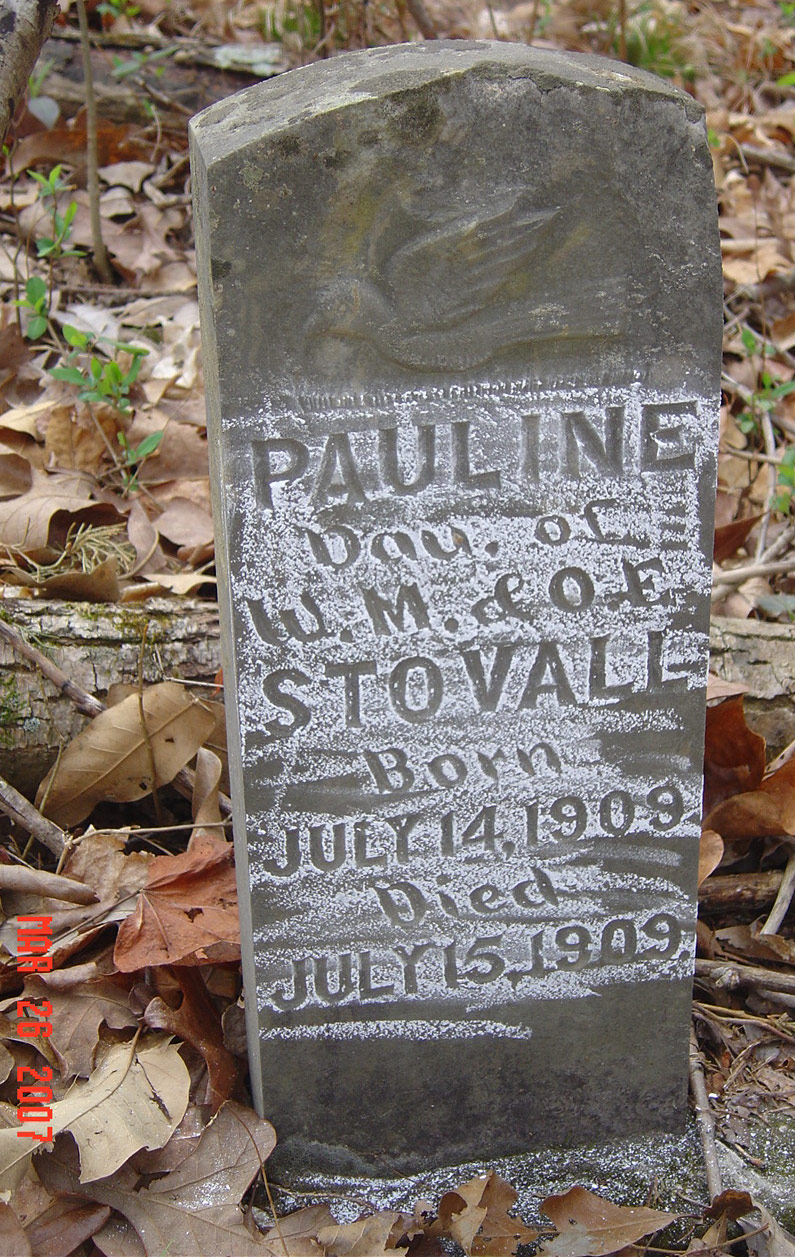 PAULINE
Dau. of
W. M. & O. E.
STOVALL
Born
JULY 14, 1909
Died
JULY 15, 1909.
MAR 26 2007